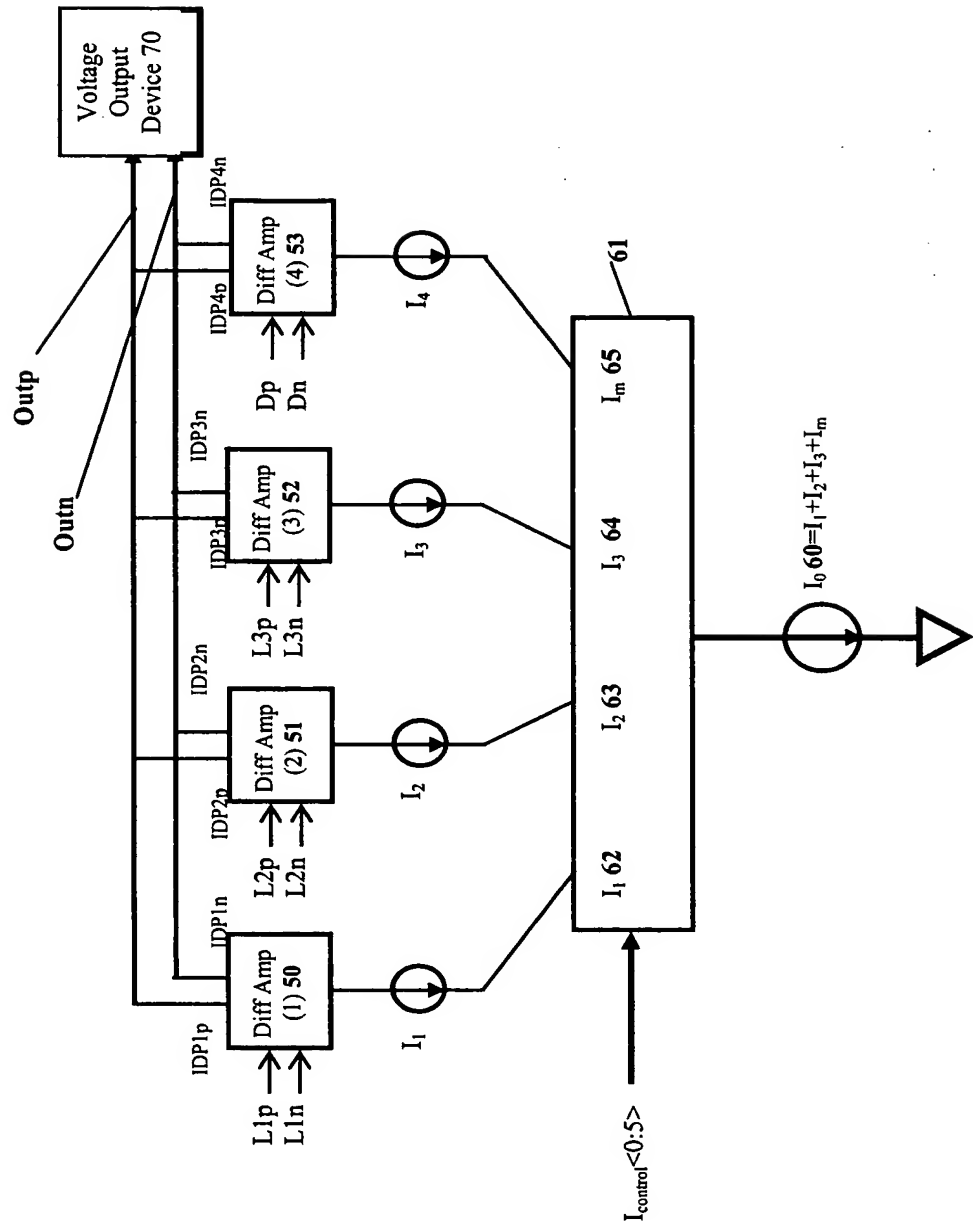 Voltage
Output
Device 70
Outp
Outn
IDP1p
IDP1n
IDP2p
IDP2n
IDP3n
IDP3n
IDP4p
IDP4n
L1p
L1n
Diff Amp
(1) 50
L2p
L2n
Diff Amp
(2) 51
L3p
L3n
Diff Amp
(3) 52
Dp
Dn
Diff Amp
(4) 53
I₁
I₂
I₃
I₄
61
I₁ 62
I₂ 63
I₃ 64
Iₘ 65
I_control<0:5>
I₀ 60=I₁+I₂+I₃+Iₘ